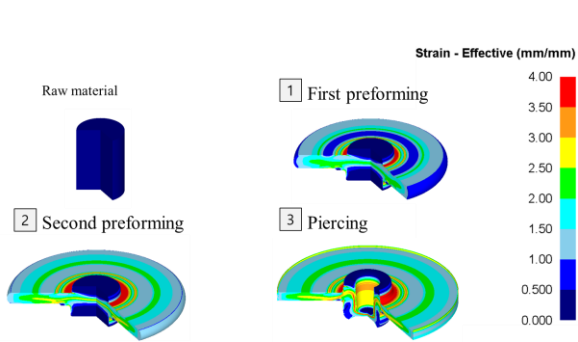 Strain - Effective (mm/mm)
Raw material
1 First preforming
2 Second preforming
3 Piercing
4.00
3.50
3.00
2.50
2.00
1.50
1.00
0.500
0.000